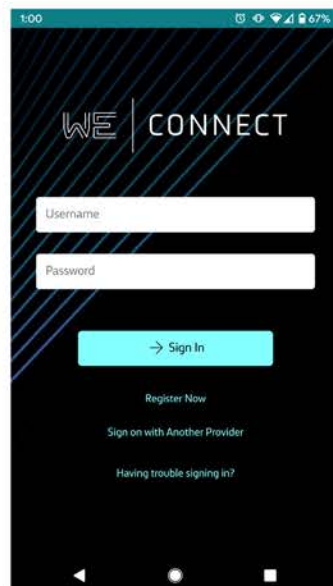 1:00 67%
WE CONNECT
Username
Password
Sign In
Register Now
Sign on with Another Provider
Having trouble signing in?